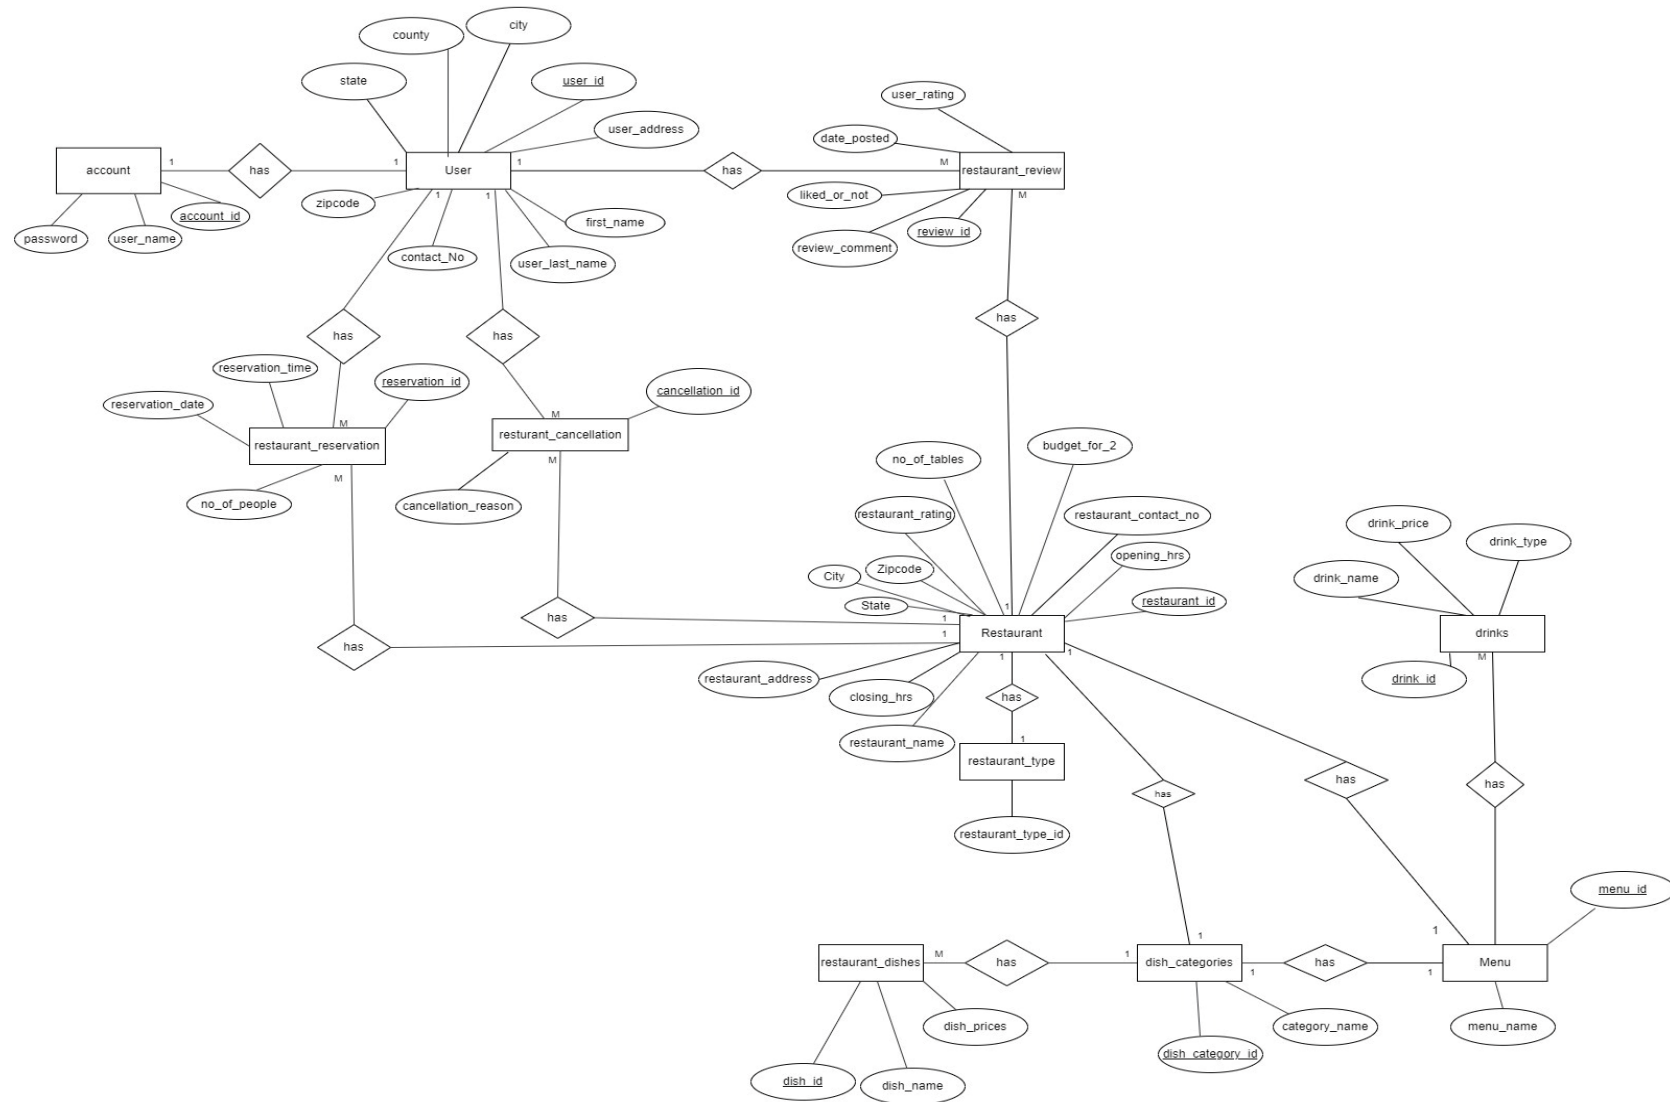 city
county
state
user_id
user_rating
user_address
date_posted
account
1
has
1
User
1
has
M
restaurant_review
zipcode
1
1
liked_or_not
M
account_id
first_name
review_id
password
user_name
contact_No
user_last_name
review_comment
has
has
has
reservation_time
reservation_id
cancellation_id
reservation_date
M
M
restaurant_reservation
resturant_cancellation
budget_for_2
no_of_tables
M
M
no_of_people
cancellation_reason
restaurant_rating
restaurant_contact_no
drink_price
drink_type
opening_hrs
Zipcode
City
drink_name
State
1
restaurant_id
has
1
has
1
Restaurant
drinks
1
1
M
restaurant_address
closing_hrs
has
drink_id
restaurant_name
1
restaurant_type
has
has
has
restaurant_type_id
menu_id
1
1
M
1
restaurant_dishes
has
dish_categories
has
Menu
1
1
dish_prices
category_name
menu_name
dish_category_id
dish_id
dish_name